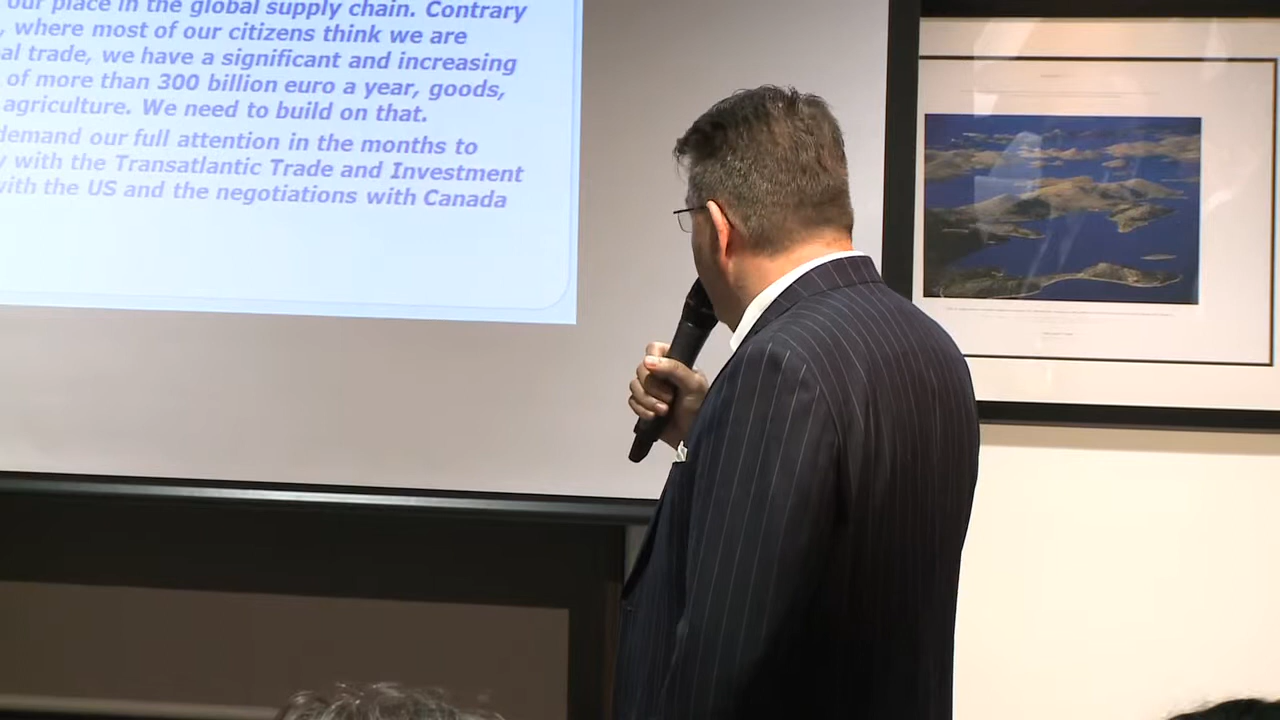 our place in the global supply chain. Contrary
, where most of our citizens think we are
al trade, we have a significant and increasing
of more than 300 billion euro a year, goods,
agriculture. We need to build on that.
demand our full attention in the months to
y with the Transatlantic Trade and Investment
with the US and the negotiations with Canada